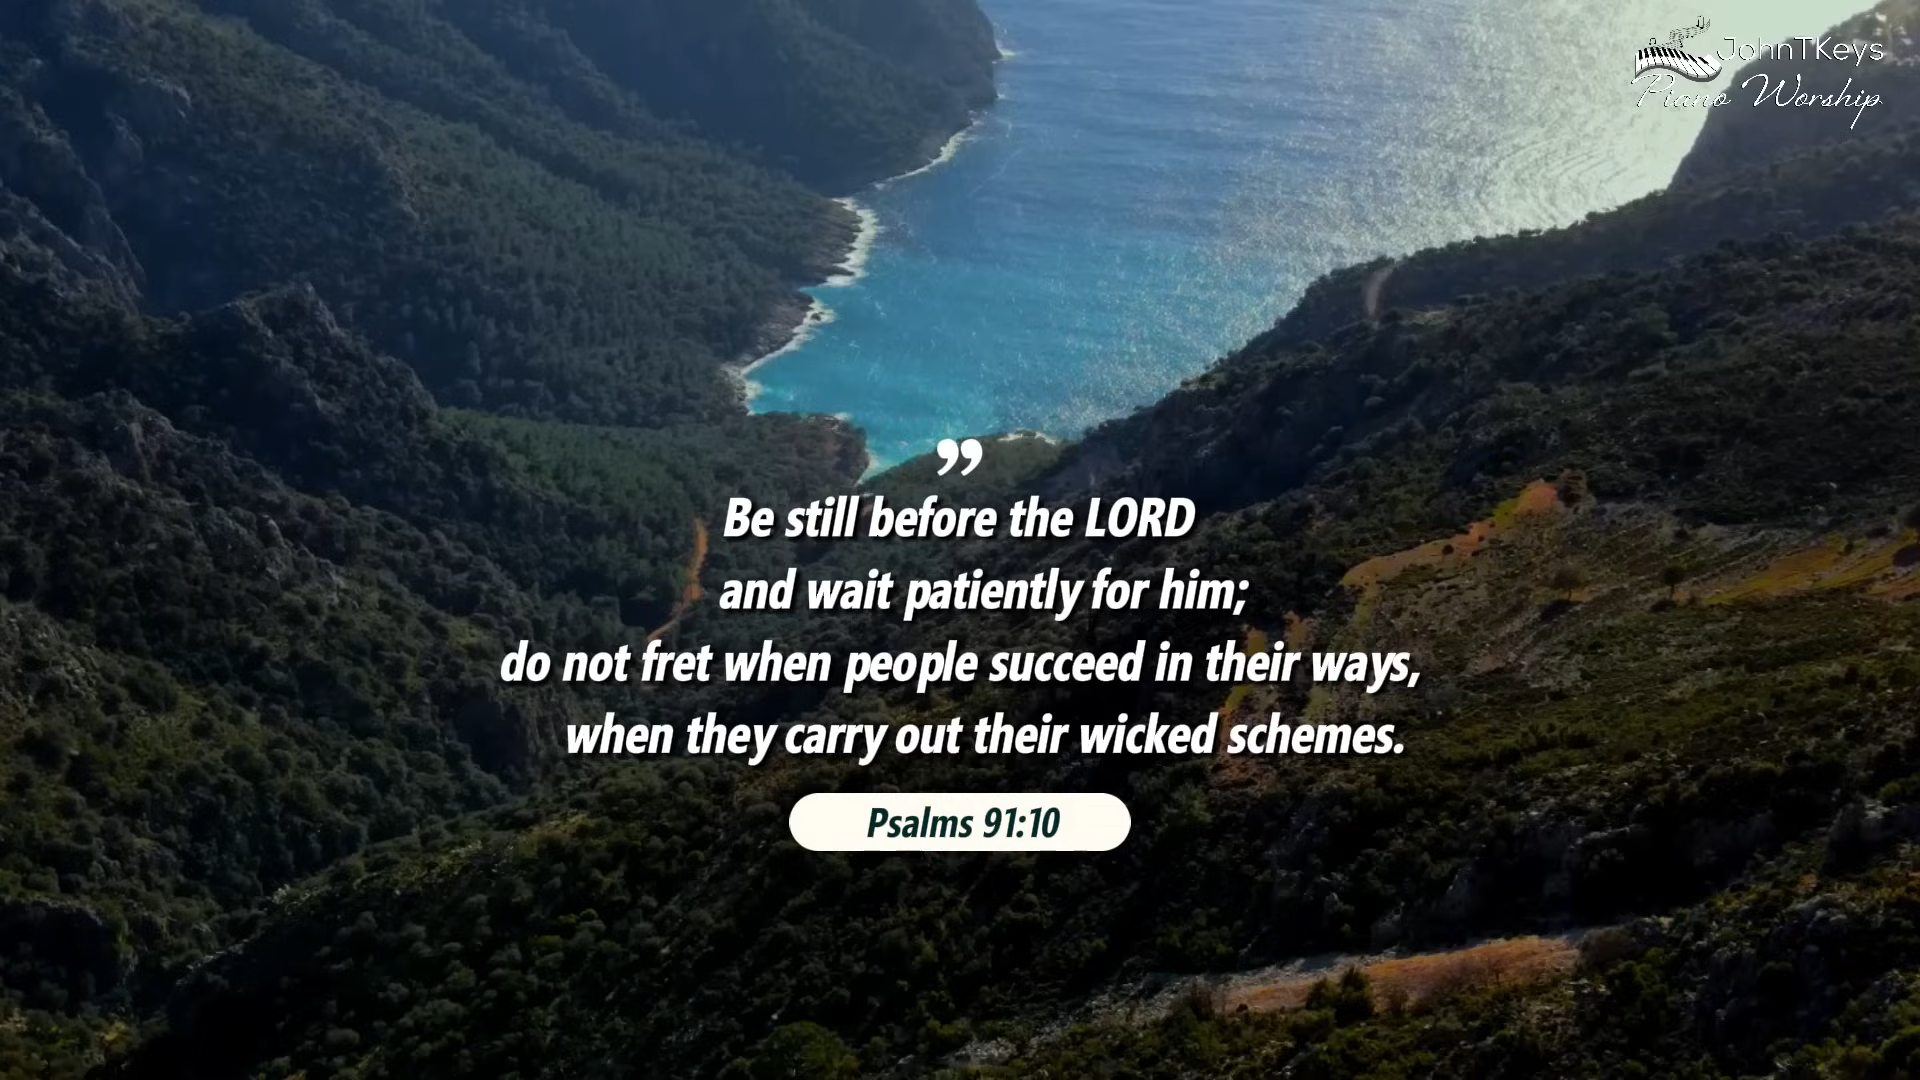 JohnTKeys
Piano Worship
”
Be still before the LORD
and wait patiently for him;
do not fret when people succeed in their ways,
when they carry out their wicked schemes.
Psalms 91:10